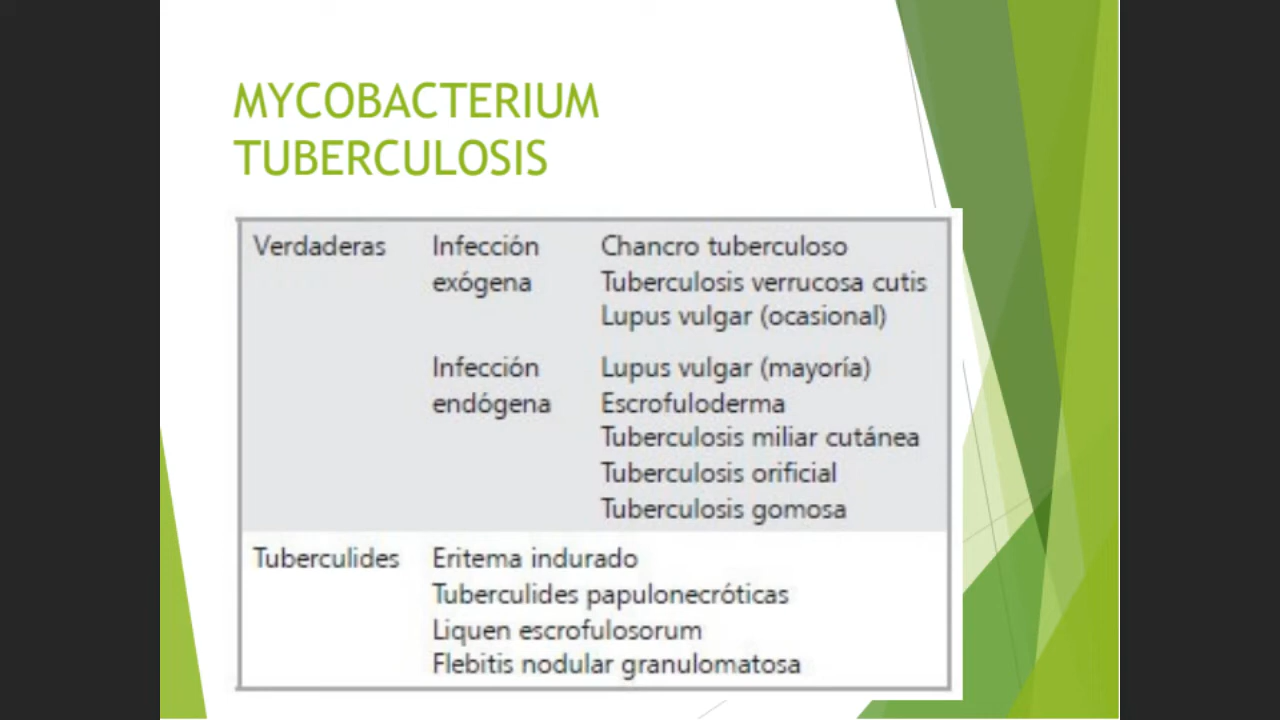 MYCOBACTERIUM
TUBERCULOSIS
Verdaderas Infección Chancro tuberculoso
exógena Tuberculosis verrucosa cutis
Lupus vulgar (ocasional)
Infección Lupus vulgar (mayoría)
endógena Escrofuloderma
Tuberculosis miliar cutánea
Tuberculosis orificial
Tuberculosis gomosa
Tuberculides Eritema indurado
Tuberculides papulonecróticas
Liquen escrofulosorum
Flebitis nodular granulomatosa